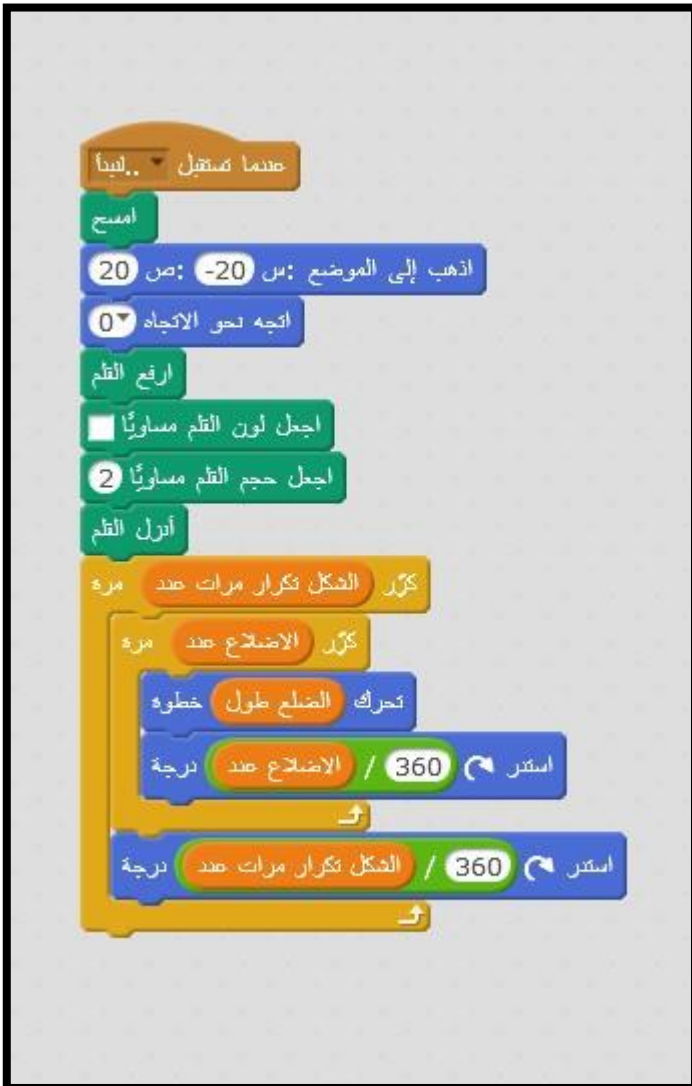 عندما تستقبل ..لنبدأ
امسح
اذهب إلى الموضع :س -20 :ص 20
اتجه نحو الاتجاه 0
ارفع القلم
اجعل لون القلم مساويًا
اجعل حجم القلم مساويًا 2
أنزل القلم
كرّر الشكل تكرار مرات عدد مرة
كرّر الاضلاع عدد مرة
تحرك الضلع طول خطوة
استدر 360 / الاضلاع عدد درجة
استدر 360 / الشكل تكرار مرات عدد درجة